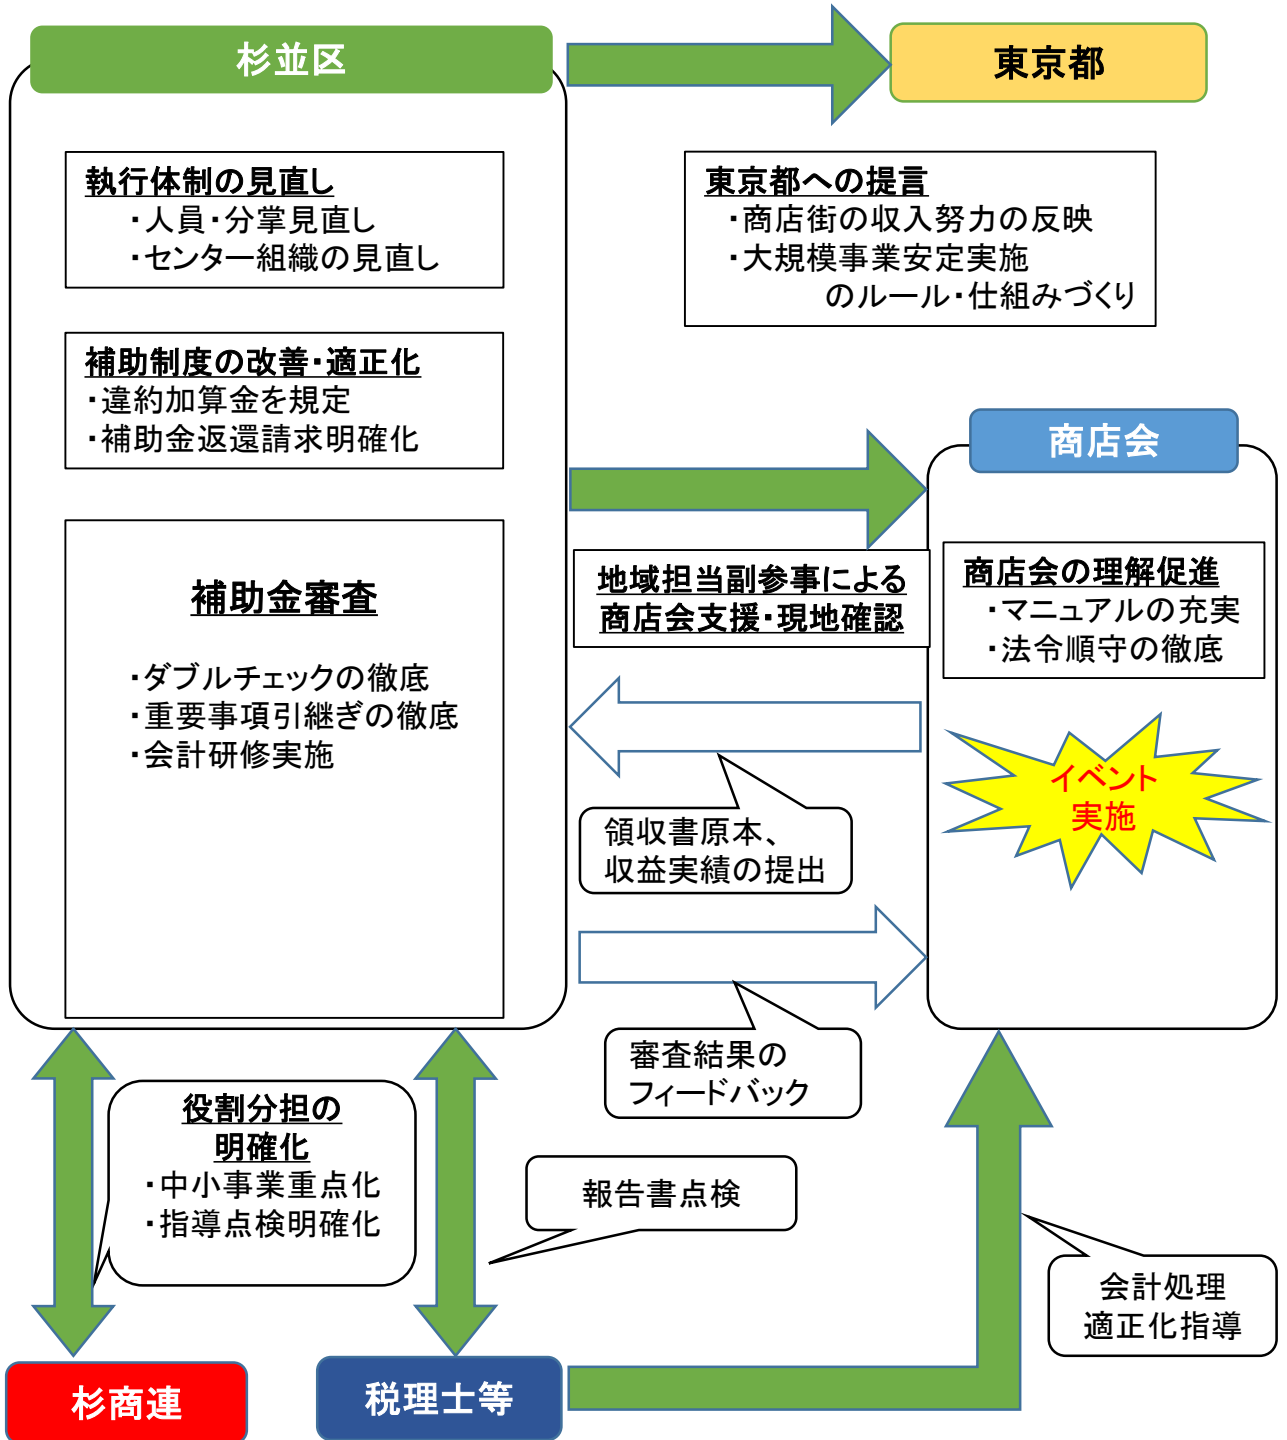 杉並区
東京都
執行体制の見直し
・人員・分掌見直し
・センター組織の見直し
東京都への提言
・商店街の収入努力の反映
・大規模事業安定実施
のルール・仕組みづくり
補助制度の改善・適正化
・違約加算金を規定
・補助金返還請求明確化
商店会
補助金審査
・ダブルチェックの徹底
・重要事項引継ぎの徹底
・会計研修実施
地域担当副参事による
商店会支援・現地確認
商店会の理解促進
・マニュアルの充実
・法令順守の徹底
イベント
実施
領収書原本、
収益実績の提出
審査結果の
フィードバック
役割分担の
明確化
・中小事業重点化
・指導点検明確化
報告書点検
会計処理
適正化指導
杉商連
税理士等